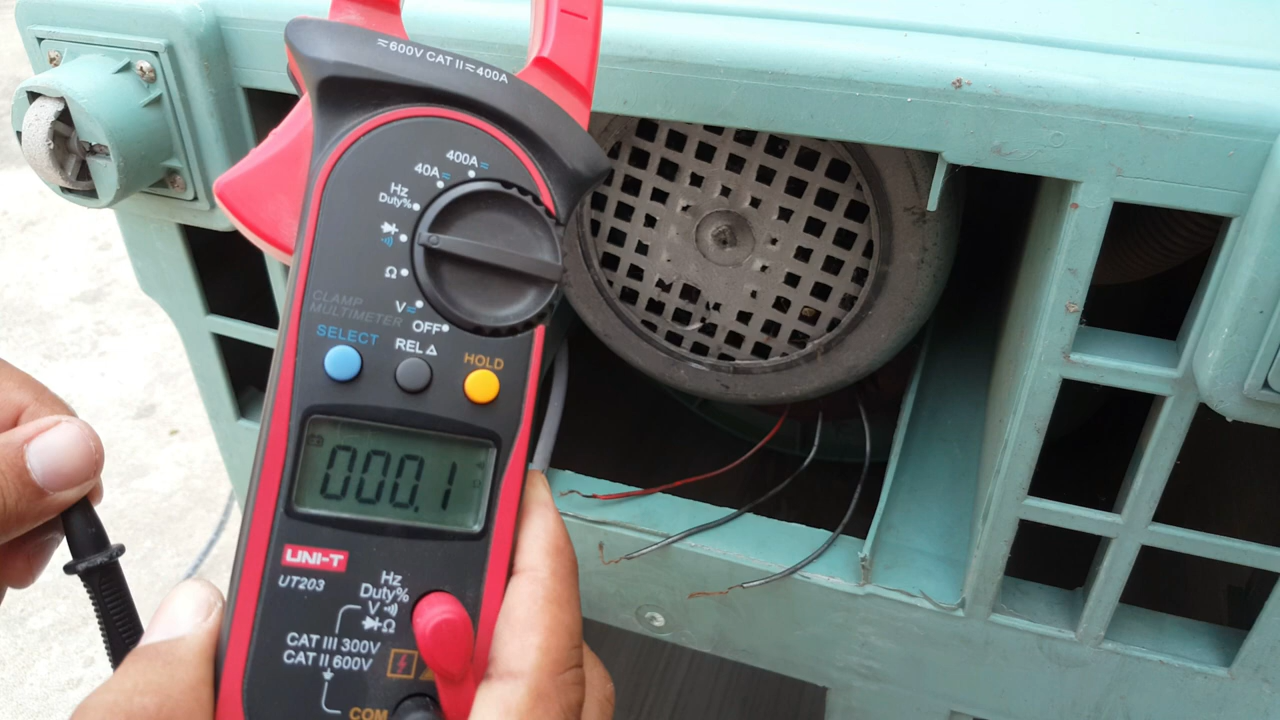 ≂600V CAT II≂400A
400A
40A
Hz
Duty%
Ω
V
OFF
CLAMP
MULTIMETER
SELECT
REL△
HOLD
000.1
UNI-T
UT203
Hz
Duty%
V
Ω
CAT III 300V
CAT II 600V
COM